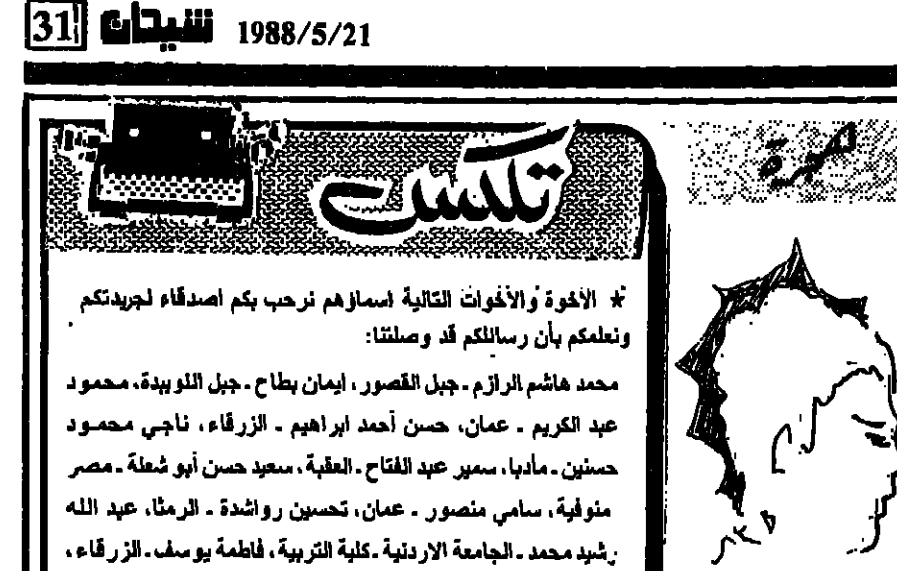 31 شيحان 1988/5/21
تلكس
صورة
★ الأخوة والأخوات التالية اسماؤهم نرحب بكم اصدقاء لجريدتكم
ونعلمكم بأن رسائلكم قد وصلتنا:
محمد هاشم الرازم ـ جبل القصور، ايمان بطاح ـ جبل اللويبدة، محمود
عبد الكريم ـ عمان، حسن أحمد ابراهيم ـ الزرقاء، ناجي محمود
حسنين ـ مأدبا، سمير عبد الفتاح ـ العقبة، سعيد حسن أبو شعلة ـ مصر
منوفية، سامي منصور ـ عمان، تحسين رواشدة ـ الرمثا، عبد الله
رشيد محمد ـ الجامعة الاردنية ـ كلية التربية، فاطمة يوسف ـ الزرقاء،
K B